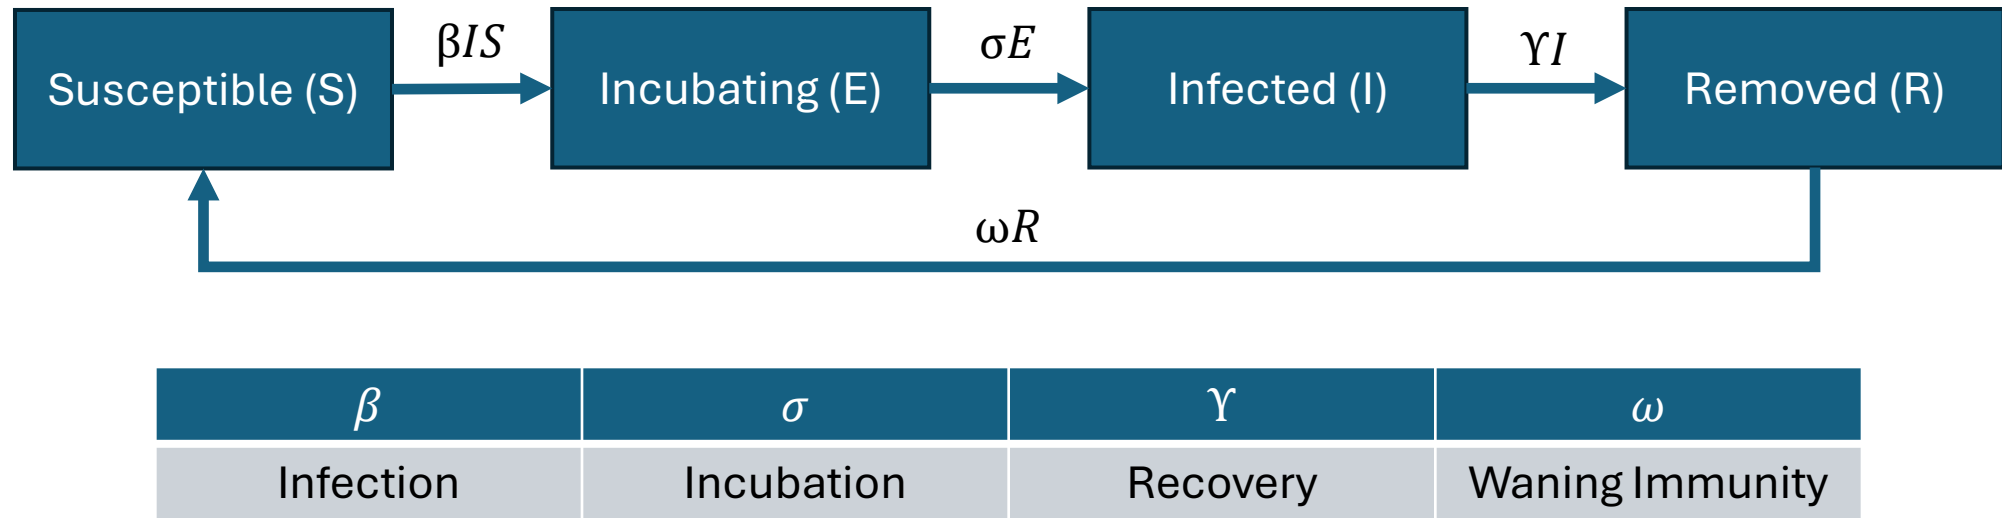 βIS
σE
ϒI
Susceptible (S)
Incubating (E)
Infected (I)
Removed (R)
ωR
β σ ϒ ω
Infection Incubation Recovery Waning Immunity